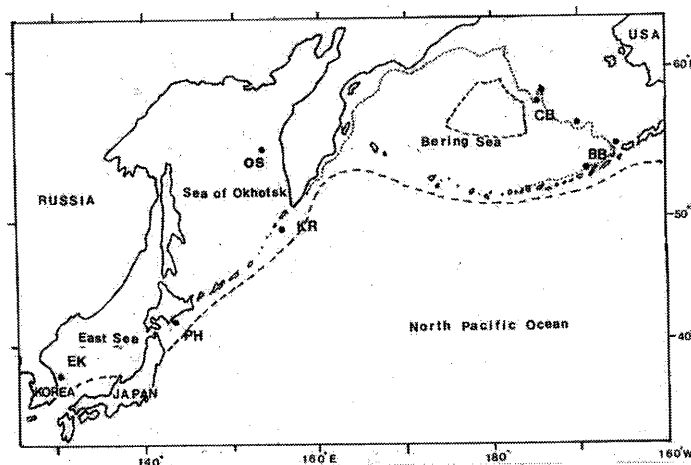 USA
60°
CB
Bering Sea
BB
OS
RUSSIA
Sea of Okhotsk
50°
KR
North Pacific Ocean
East Sea
PH
40°
EK
KOREA
JAPAN
140°
160°E
180°
160°W